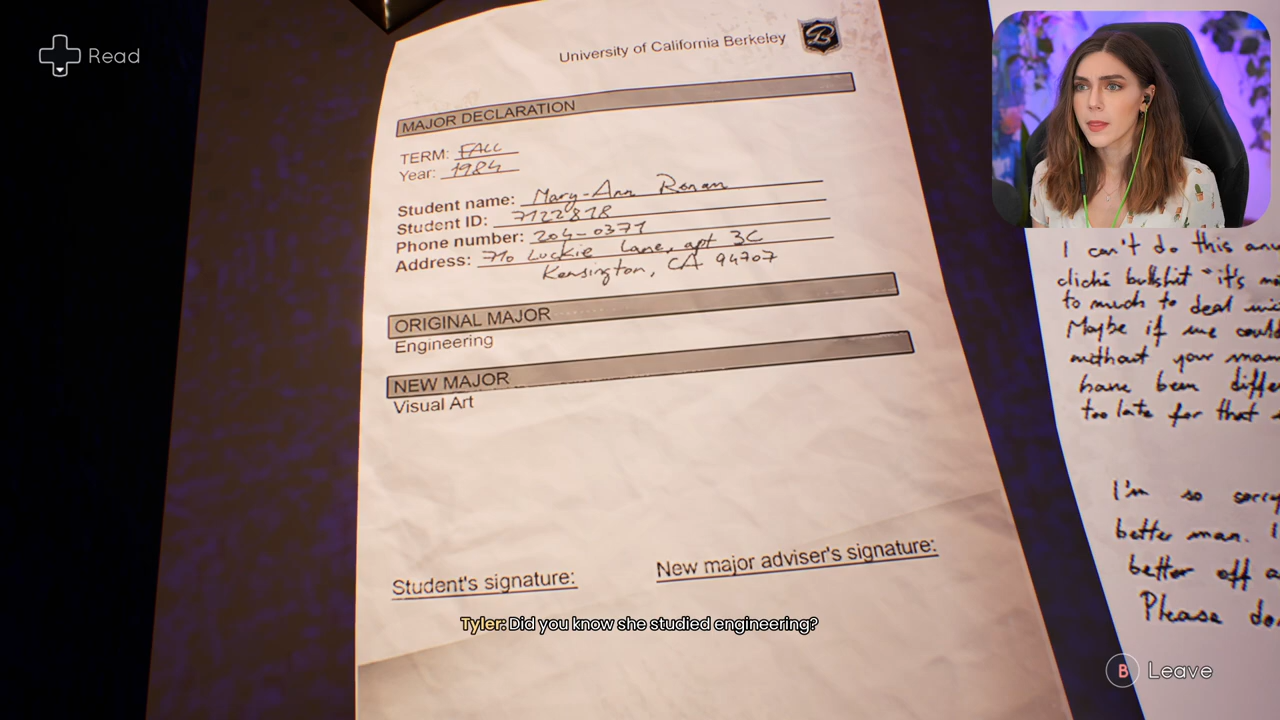 Read
University of California Berkeley
B
MAJOR DECLARATION
TERM: FALL
Year: 1984
Student name: Mary-Ann Ronan
Student ID: 7122818
Phone number: 204-0371
Address: 710 Luckie Lane, apt 3C
Kensington, CA 94707
ORIGINAL MAJOR
Engineering
NEW MAJOR
Visual Art
Student's signature:
New major adviser's signature:
Tyler: Did you know she studied engineering?
I can't do this
cliché bullshit "it's
to much to deal
Maybe if we
without your
have been
too late for that
I'm so
better man.
better off
Please
B Leave